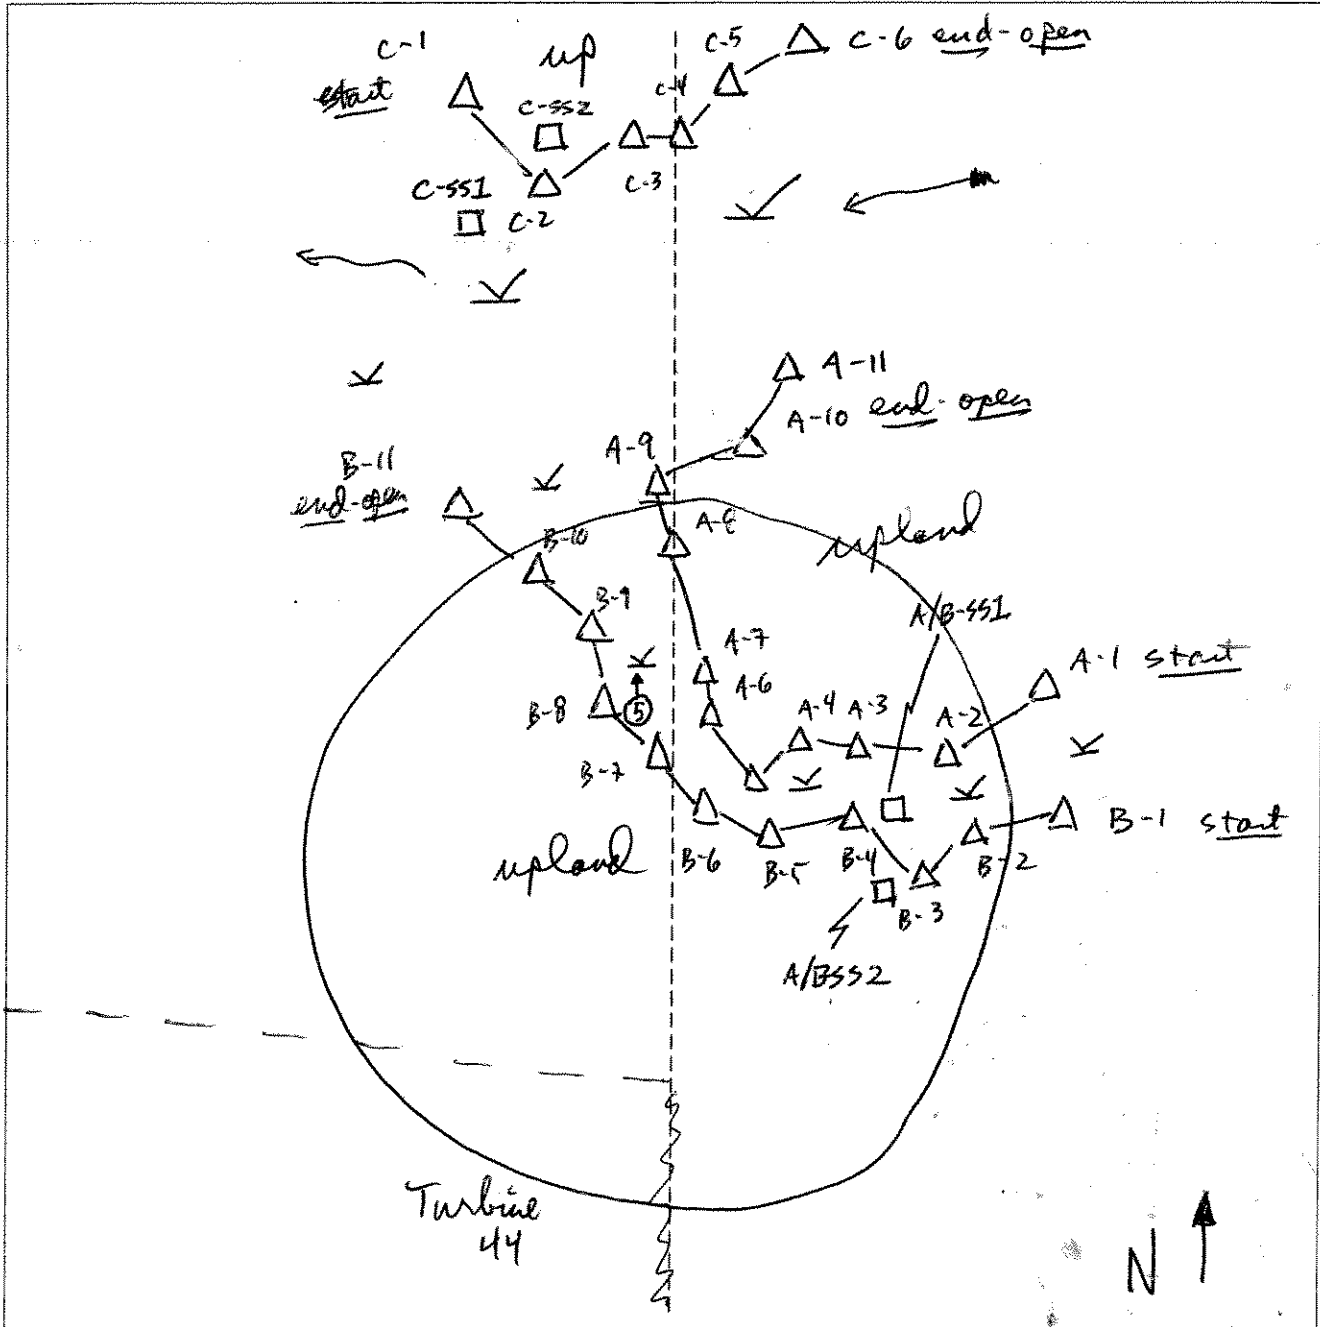 C-1
start
up
C-5
C-6 end-open
C-4
C-SS2
C-SS1
C-2
C-3
A-11
A-10 end-open
A-9
B-11
end-open
A-8
B-10
upland
B-9
A/B-SS1
A-7
A-1 start
A-6
B-8
5
A-4
A-3
A-2
B-7
B-1 start
upland
B-6
B-5
B-4
B-2
B-3
A/BSS2
Turbine
44
N